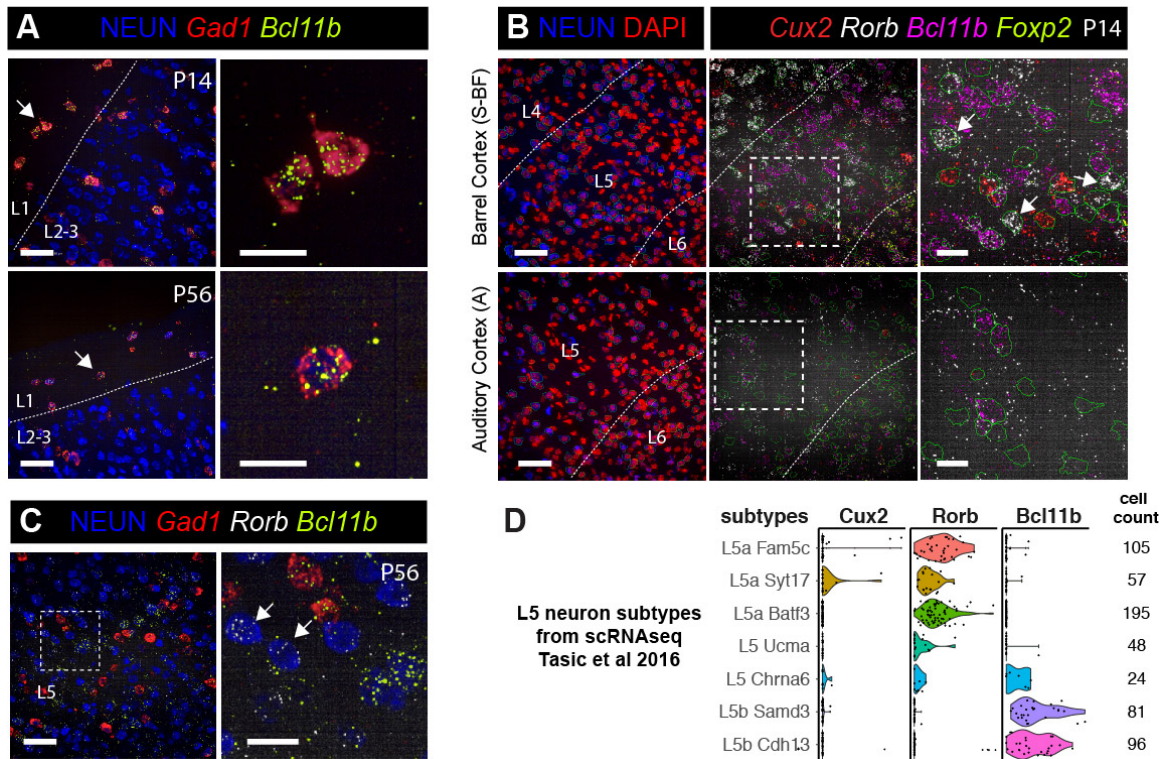 A NEUN Gad1 Bcl11b
P14
L1
L2-3
P56
L1
L2-3
B NEUN DAPI Cux2 Rorb Bcl11b Foxp2 P14
Barrel Cortex (S-BF)
L4
L5
L6
Auditory Cortex (A)
L5
L6
C NEUN Gad1 Rorb Bcl11b
L5
P56
D subtypes Cux2 Rorb Bcl11b cell count
L5 neuron subtypes
from scRNAseq
Tasic et al 2016
L5a Fam5c 105
L5a Syt17 57
L5a Batf3 195
L5 Ucma 48
L5 Chrna6 24
L5b Samd3 81
L5b Cdh13 96